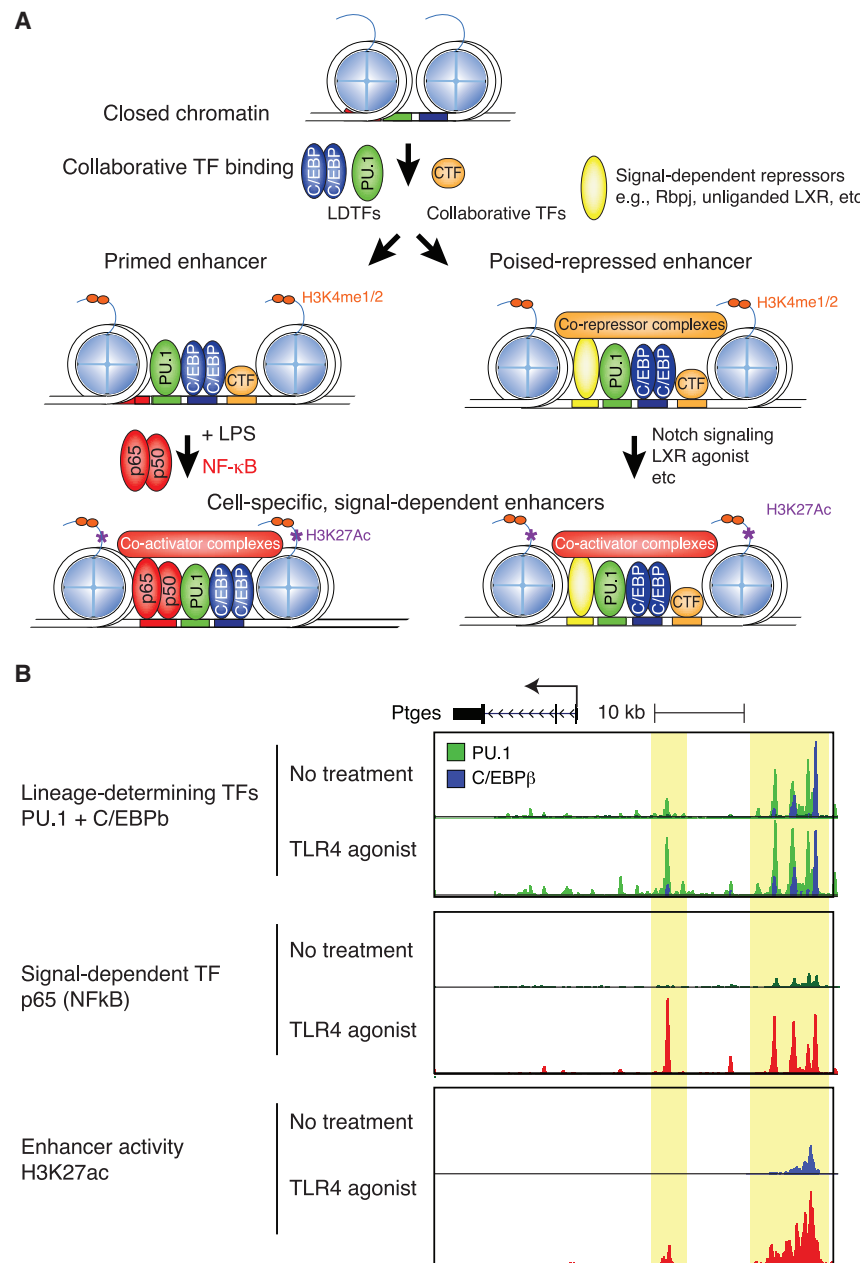 A
Closed chromatin
Collaborative TF binding
C/EBP
C/EBP
PU.1
CTF
LDTFs
Collaborative TFs
Signal-dependent repressors
e.g., Rbpj, unliganded LXR, etc
Primed enhancer
Poised-repressed enhancer
H3K4me1/2
H3K4me1/2
Co-repressor complexes
PU.1
C/EBP
C/EBP
CTF
PU.1
C/EBP
C/EBP
CTF
p65
p50
+ LPS
NF-κB
Notch signaling
LXR agonist
etc
Cell-specific, signal-dependent enhancers
H3K27Ac
H3K27Ac
Co-activator complexes
Co-activator complexes
p65
p50
PU.1
C/EBP
C/EBP
PU.1
C/EBP
C/EBP
CTF
B
Ptges
10 kb
Lineage-determining TFs
PU.1 + C/EBPb
No treatment
TLR4 agonist
PU.1
C/EBPβ
Signal-dependent TF
p65 (NFkB)
No treatment
TLR4 agonist
Enhancer activity
H3K27ac
No treatment
TLR4 agonist